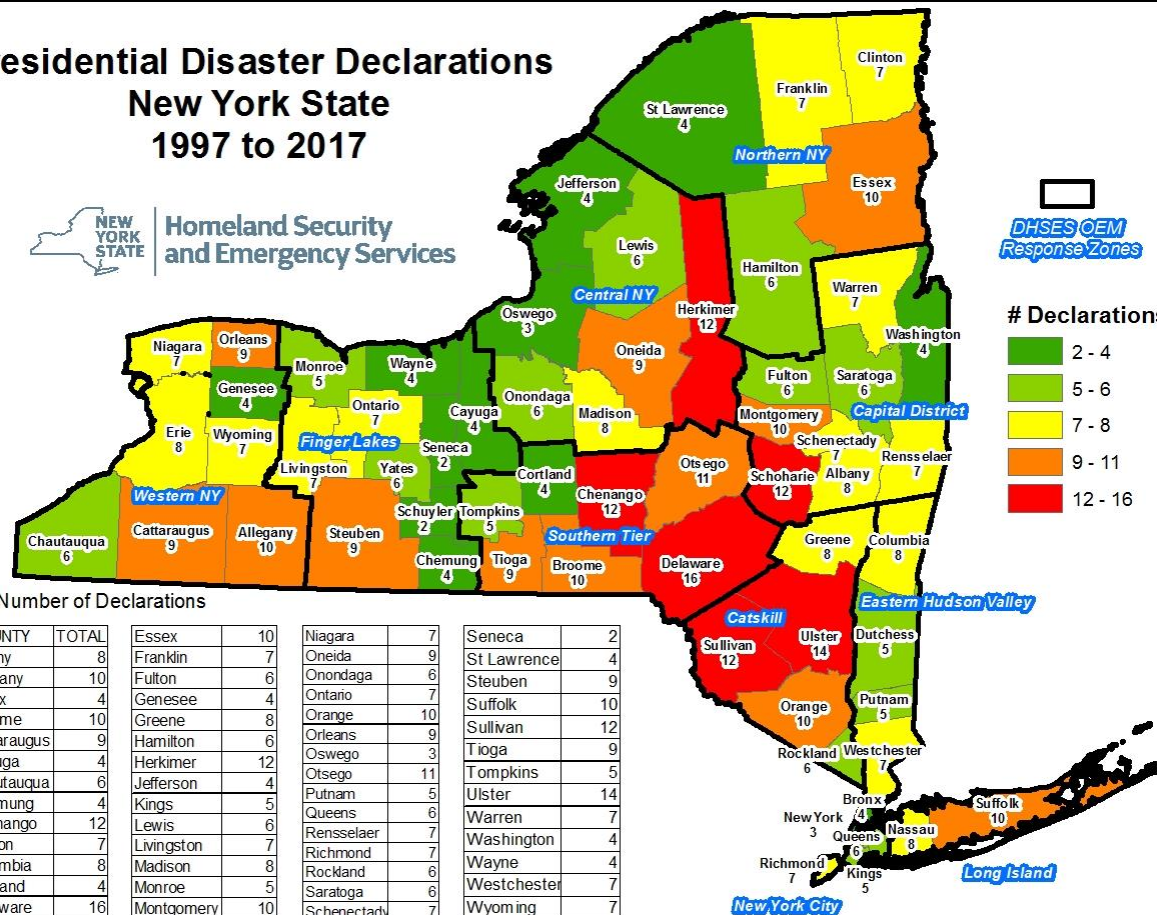 esidential Disaster Declarations
New York State
1997 to 2017
NEW
YORK
STATE
Homeland Security
and Emergency Services
DHSES OEM
Response Zones
# Declarations
2 - 4
5 - 6
7 - 8
9 - 11
12 - 16
Clinton
7
Franklin
7
St Lawrence
4
Northern NY
Essex
10
Jefferson
4
Lewis
6
Hamilton
6
Central NY
Warren
7
Herkimer
12
Oswego
3
Washington
4
Oneida
9
Niagara
7
Orleans
9
Monroe
5
Wayne
4
Fulton
6
Saratoga
6
Genesee
4
Onondaga
6
Madison
8
Ontario
7
Cayuga
4
Montgomery
10
Capital District
Erie
8
Wyoming
7
Finger Lakes
Schenectady
7
Seneca
2
Rensselaer
7
Livingston
7
Yates
6
Otsego
11
Schoharie
12
Albany
8
Cortland
4
Western NY
Chenango
12
Schuyler
2
Tompkins
5
Chautauqua
6
Cattaraugus
9
Allegany
10
Steuben
9
Southern Tier
Greene
8
Columbia
8
Chemung
4
Tioga
9
Broome
10
Delaware
16
Eastern Hudson Valley
Catskill
Sullivan
12
Ulster
14
Dutchess
5
Orange
10
Putnam
5
Rockland
6
Westchester
7
Bronx
4
New York
3
Queens
6
Nassau
8
Suffolk
10
Richmond
7
Kings
5
Long Island
New York City
Number of Declarations
UNTY TOTAL
ny 8
any 10
x 4
me 10
araugus 9
uga 4
utauqua 6
mung 4
nango 12
on 7
mbia 8
and 4
ware 16
Essex 10
Franklin 7
Fulton 6
Genesee 4
Greene 8
Hamilton 6
Herkimer 12
Jefferson 4
Kings 5
Lewis 6
Livingston 7
Madison 8
Monroe 5
Montgomery 10
Niagara 7
Oneida 9
Onondaga 6
Ontario 7
Orange 10
Orleans 9
Oswego 3
Otsego 11
Putnam 5
Queens 6
Rensselaer 7
Richmond 7
Rockland 6
Saratoga 6
Schenectady 7
Seneca 2
St Lawrence 4
Steuben 9
Suffolk 10
Sullivan 12
Tioga 9
Tompkins 5
Ulster 14
Warren 7
Washington 4
Wayne 4
Westchester 7
Wyoming 7